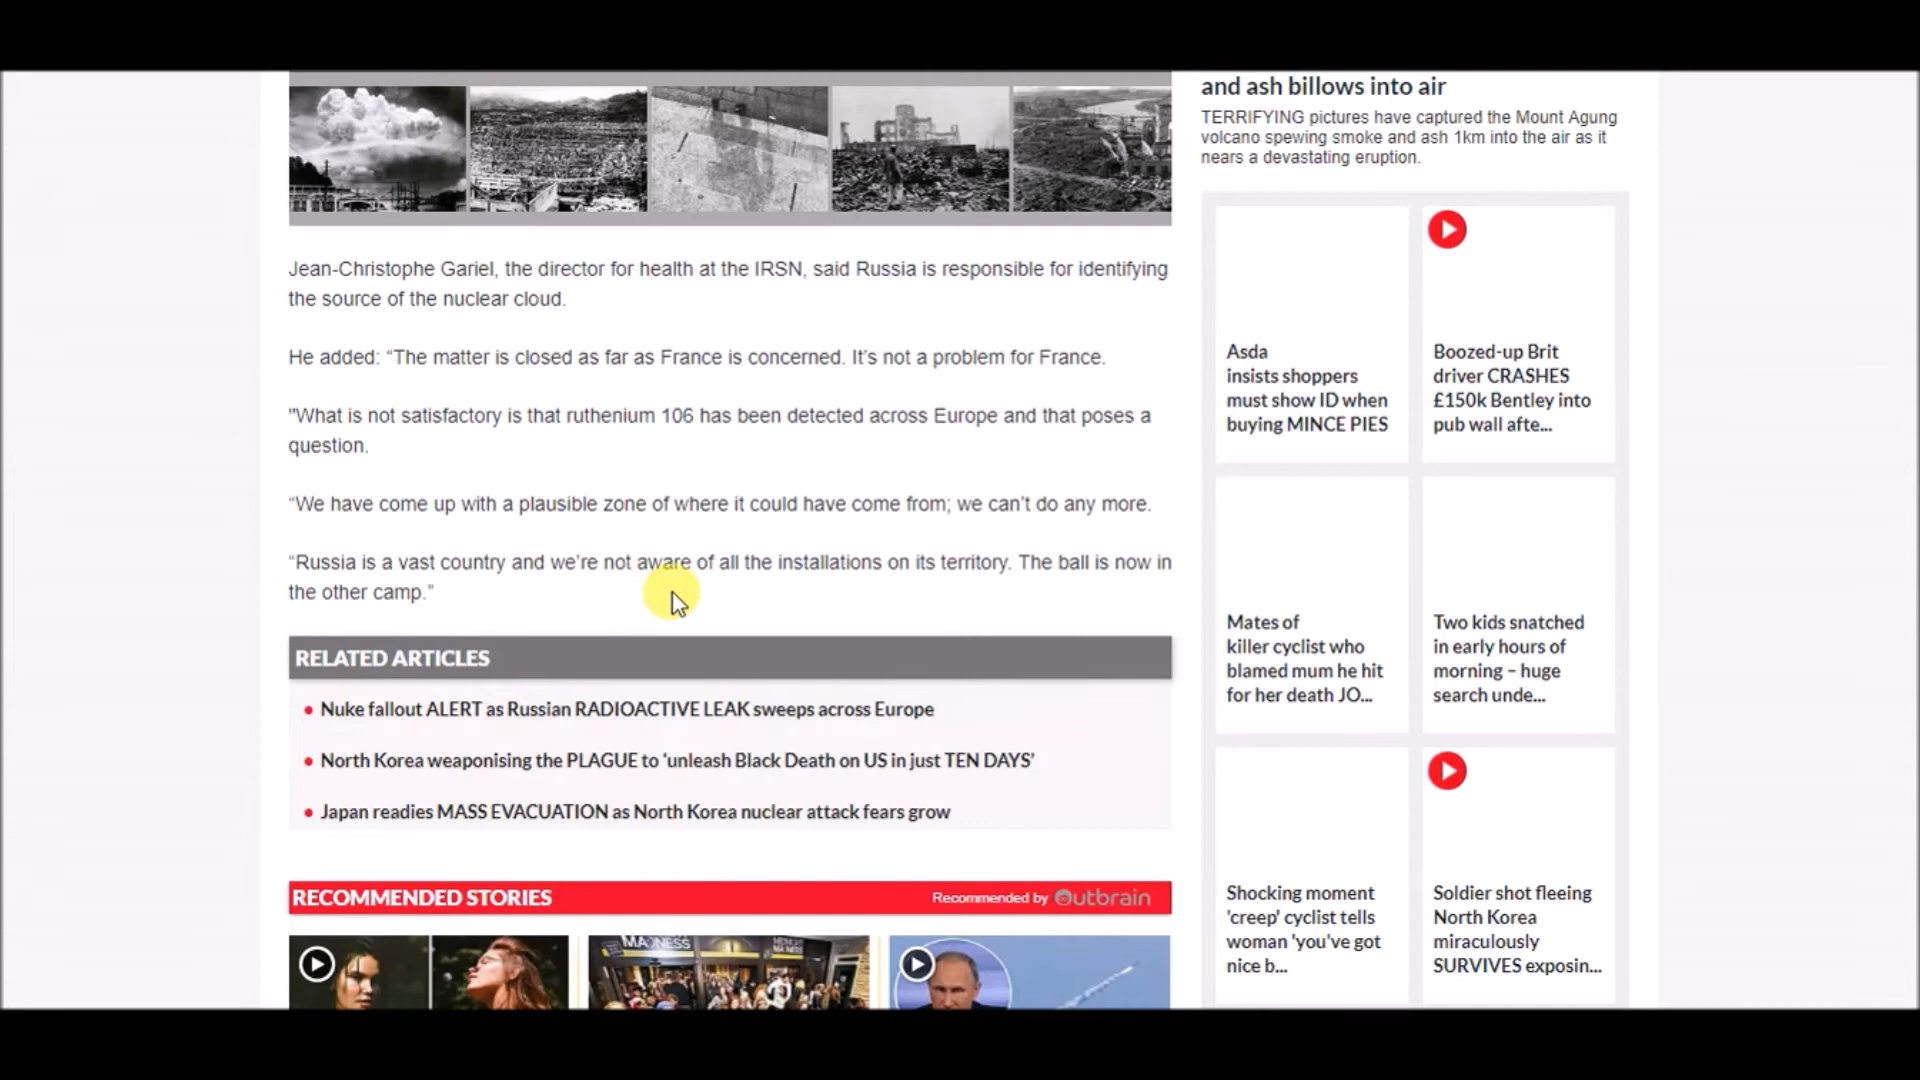 and ash billows into air
TERRIFYING pictures have captured the Mount Agung
volcano spewing smoke and ash 1km into the air as it
nears a devastating eruption.
Jean-Christophe Gariel, the director for health at the IRSN, said Russia is responsible for identifying
the source of the nuclear cloud.
He added: “The matter is closed as far as France is concerned. It’s not a problem for France.
"What is not satisfactory is that ruthenium 106 has been detected across Europe and that poses a
question.
“We have come up with a plausible zone of where it could have come from; we can’t do any more.
“Russia is a vast country and we’re not aware of all the installations on its territory. The ball is now in
the other camp.”
RELATED ARTICLES
• Nuke fallout ALERT as Russian RADIOACTIVE LEAK sweeps across Europe
• North Korea weaponising the PLAGUE to ‘unleash Black Death on US in just TEN DAYS’
• Japan readies MASS EVACUATION as North Korea nuclear attack fears grow
RECOMMENDED STORIES
Recommended by Outbrain
MADNESS
MIDNIGHT
MADNESS
Asda
insists shoppers
must show ID when
buying MINCE PIES
Boozed-up Brit
driver CRASHES
£150k Bentley into
pub wall afte...
Mates of
killer cyclist who
blamed mum he hit
for her death JO...
Two kids snatched
in early hours of
morning – huge
search unde...
Shocking moment
'creep' cyclist tells
woman 'you've got
nice b...
Soldier shot fleeing
North Korea
miraculously
SURVIVES exposin...